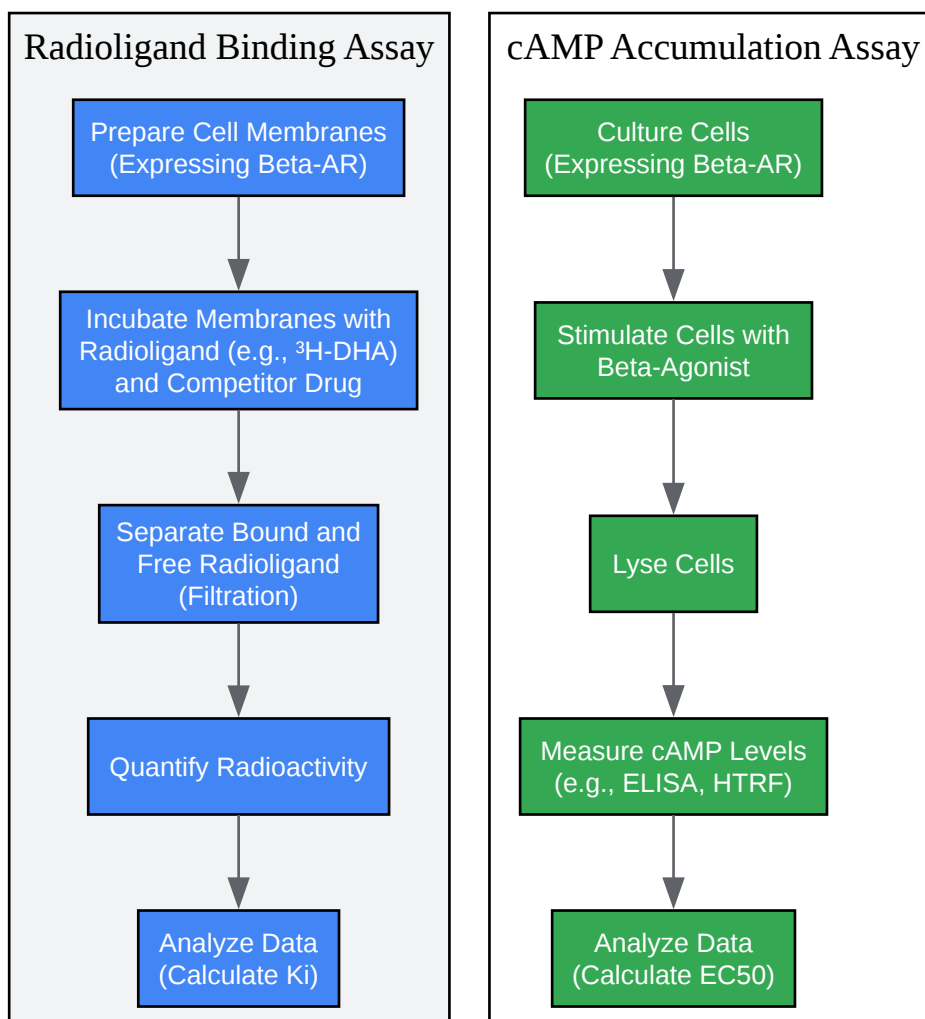 Radioligand Binding Assay
Prepare Cell Membranes
(Expressing Beta-AR)
Incubate Membranes with
Radioligand (e.g., ³H-DHA)
and Competitor Drug
Separate Bound and
Free Radioligand
(Filtration)
Quantify Radioactivity
Analyze Data
(Calculate Ki)
cAMP Accumulation Assay
Culture Cells
(Expressing Beta-AR)
Stimulate Cells with
Beta-Agonist
Lyse Cells
Measure cAMP Levels
(e.g., ELISA, HTRF)
Analyze Data
(Calculate EC50)